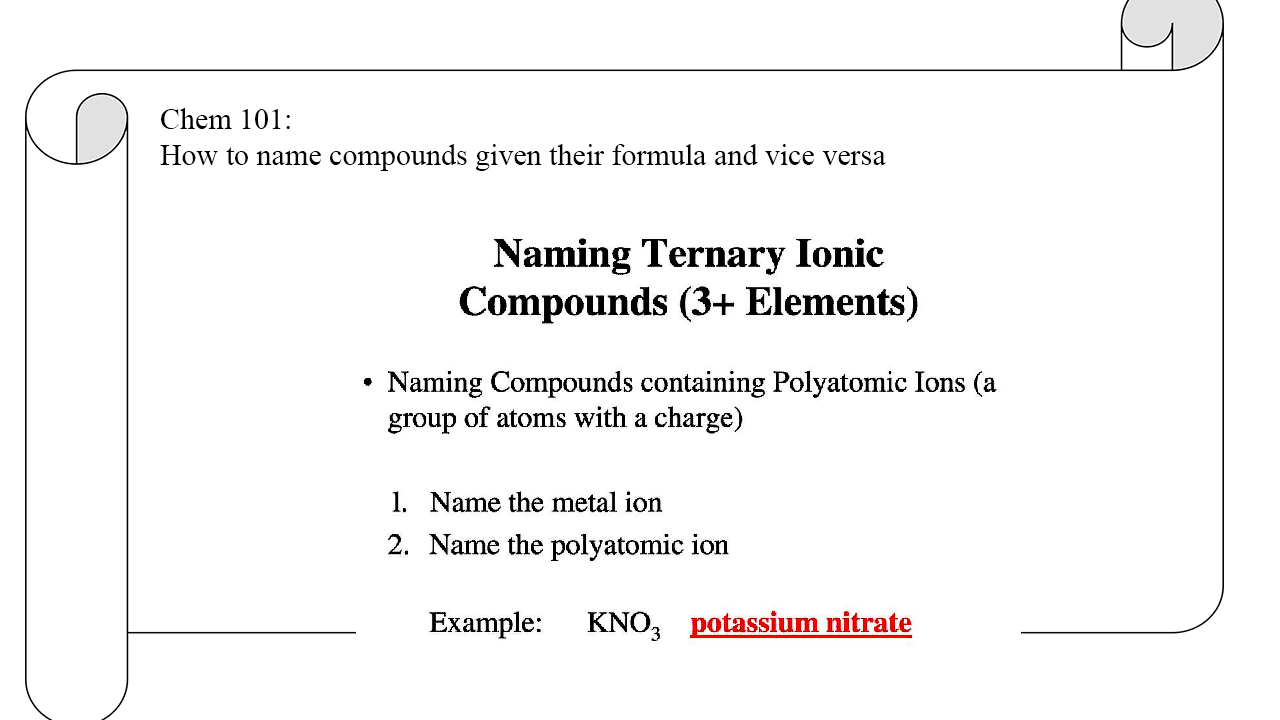 Chem 101:
How to name compounds given their formula and vice versa
Naming Ternary Ionic
Compounds (3+ Elements)
• Naming Compounds containing Polyatomic Ions (a
group of atoms with a charge)
1. Name the metal ion
2. Name the polyatomic ion
Example: KNO₃ potassium nitrate